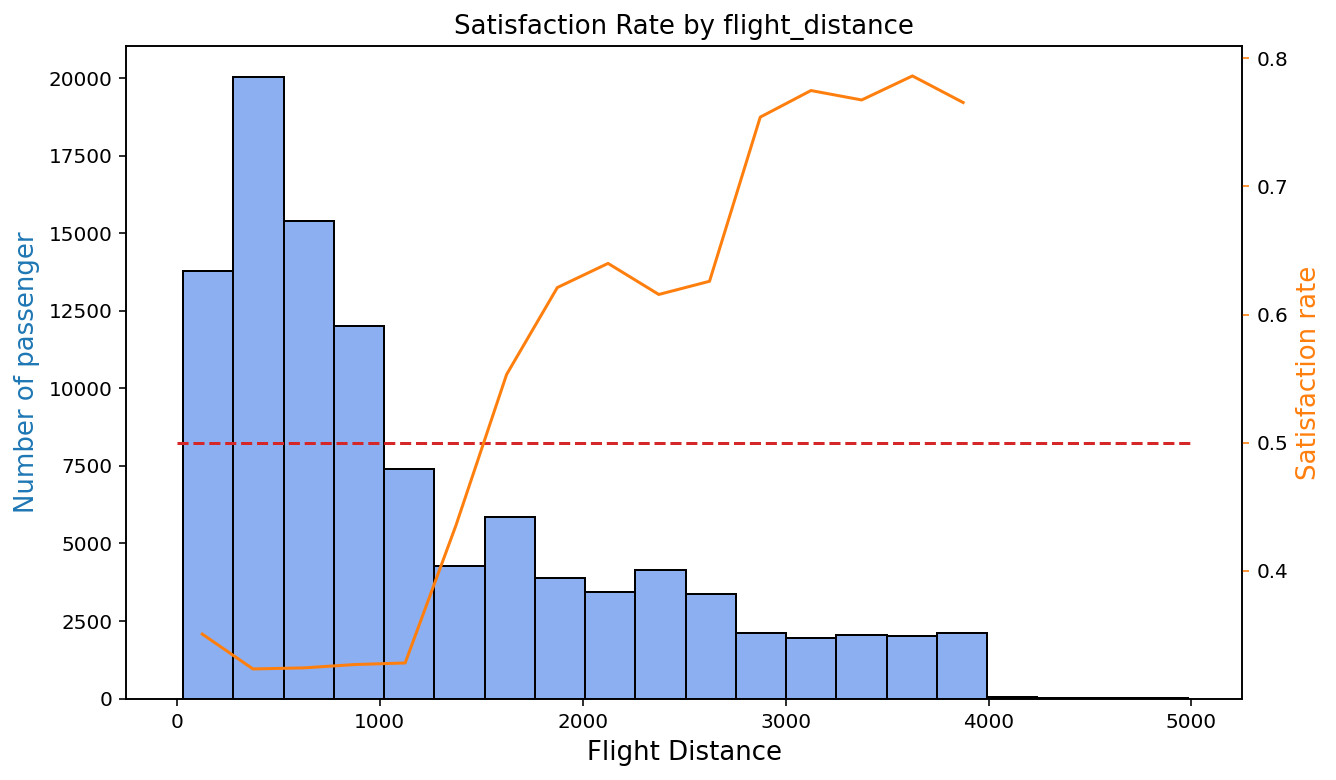 Satisfaction Rate by flight_distance
Number of passenger
20000
17500
15000
12500
10000
7500
5000
2500
0
0 1000 2000 3000 4000 5000
Flight Distance
0.8
0.7
0.6
0.5
0.4
Satisfaction rate